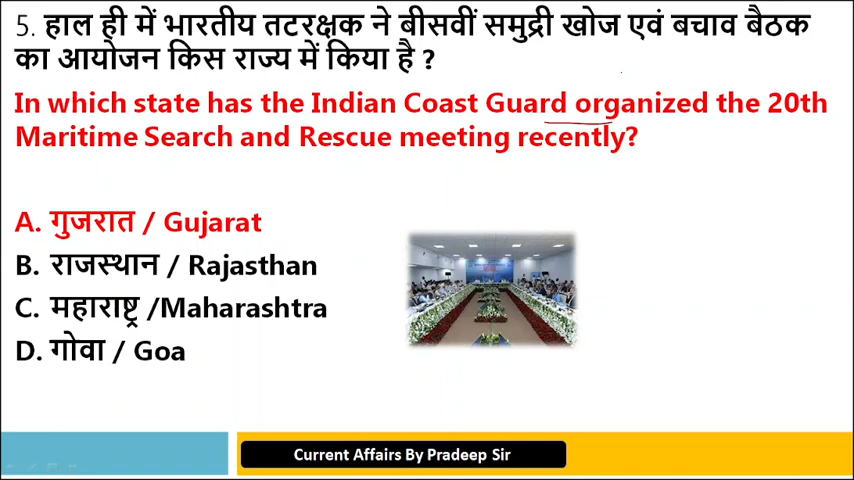 5. हाल ही में भारतीय तटरक्षक ने बीसवीं समुद्री खोज एवं बचाव बैठक
का आयोजन किस राज्य में किया है ?
In which state has the Indian Coast Guard organized the 20th
Maritime Search and Rescue meeting recently?
A. गुजरात / Gujarat
B. राजस्थान / Rajasthan
C. महाराष्ट्र /Maharashtra
D. गोवा / Goa
Current Affairs By Pradeep Sir